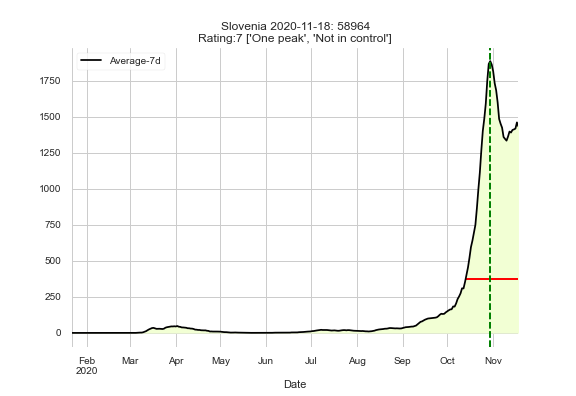 Slovenia 2020-11-18: 58964
Rating:7 ['One peak', 'Not in control']
Average-7d
1750
1500
1250
1000
750
500
250
0
Feb Mar Apr May Jun Jul Aug Sep Oct Nov
2020
Date